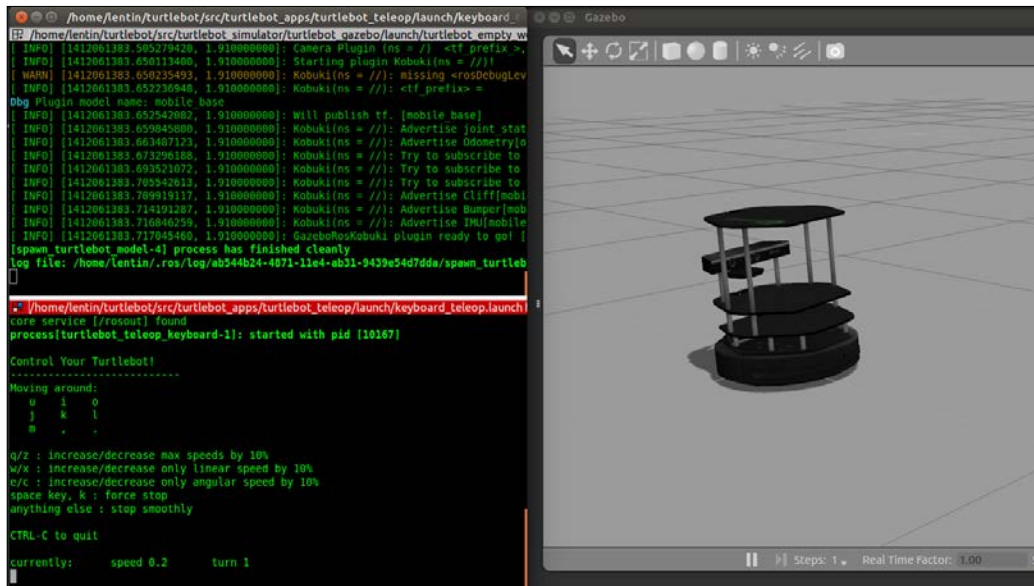 /home/lentin/turtlebot/src/turtlebot_apps/turtlebot_teleop/launch/keyboard_
/home/lentin/turtlebot/src/turtlebot_simulator/turtlebot_gazebo/launch/turtlebot_empty_w
[ INFO] [1412061383.505279420, 1.910000000]: Camera Plugin (ns = /) <tf_prefix_>,
[ INFO] [1412061383.650113400, 1.910000000]: Starting plugin Kobuki(ns = //)!
[ WARN] [1412061383.650235493, 1.910000000]: Kobuki(ns = //): missing <rosDebugLev
[ INFO] [1412061383.652236948, 1.910000000]: Kobuki(ns = //): <tf_prefix> =
Dbg Plugin model name: mobile_base
[ INFO] [1412061383.652542082, 1.910000000]: Will publish tf. [mobile_base]
[ INFO] [1412061383.659845800, 1.910000000]: Kobuki(ns = //): Advertise joint_stat
[ INFO] [1412061383.663487123, 1.910000000]: Kobuki(ns = //): Advertise Odometry[o
[ INFO] [1412061383.673296188, 1.910000000]: Kobuki(ns = //): Try to subscribe to
[ INFO] [1412061383.693521072, 1.910000000]: Kobuki(ns = //): Try to subscribe to
[ INFO] [1412061383.705542613, 1.910000000]: Kobuki(ns = //): Try to subscribe to
[ INFO] [1412061383.709919117, 1.910000000]: Kobuki(ns = //): Advertise Cliff[mobi
[ INFO] [1412061383.714191287, 1.910000000]: Kobuki(ns = //): Advertise Bumper[mob
[ INFO] [1412061383.716846259, 1.910000000]: Kobuki(ns = //): Advertise IMU[mobile
[ INFO] [1412061383.717045460, 1.910000000]: GazeboRosKobuki plugin ready to go! [
[spawn_turtlebot_model-4] process has finished cleanly
log file: /home/lentin/.ros/log/ab544b24-4871-11e4-ab31-9439e54d7dda/spawn_turtleb
/home/lentin/turtlebot/src/turtlebot_apps/turtlebot_teleop/launch/keyboard_teleop.launch
core service [/rosout] found
process[turtlebot_teleop_keyboard-1]: started with pid [10167]
Control Your Turtlebot!
---------------------------
Moving around:
u i o
j k l
m , .
q/z : increase/decrease max speeds by 10%
w/x : increase/decrease only linear speed by 10%
e/c : increase/decrease only angular speed by 10%
space key, k : force stop
anything else : stop smoothly
CTRL-C to quit
currently: speed 0.2 turn 1
Gazebo
Steps: 1
Real Time Factor: 1.00